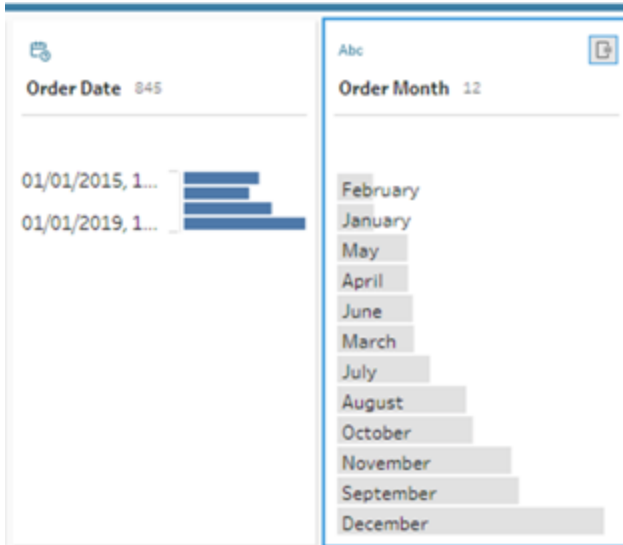 Order Date 845
01/01/2015, 1...
01/01/2019, 1...
Abc
Order Month 12
February
January
May
April
June
March
July
August
October
November
September
December